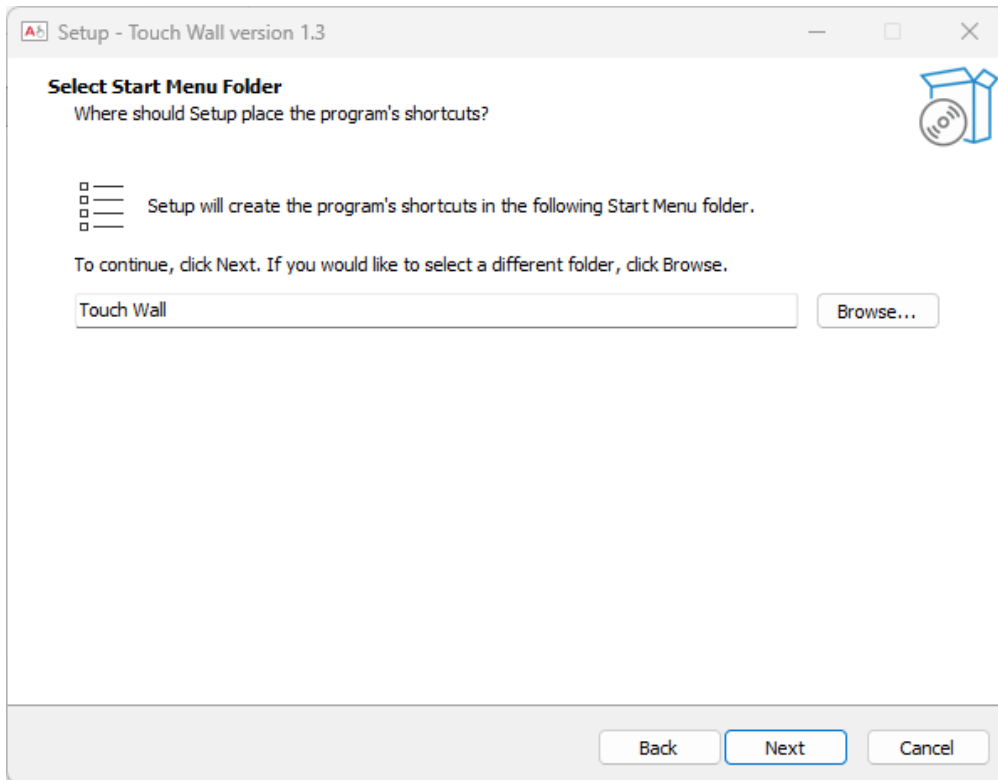 Setup - Touch Wall version 1.3
Select Start Menu Folder
Where should Setup place the program's shortcuts?
Setup will create the program's shortcuts in the following Start Menu folder.
To continue, click Next. If you would like to select a different folder, click Browse.
Touch Wall
Browse...
Back
Next
Cancel